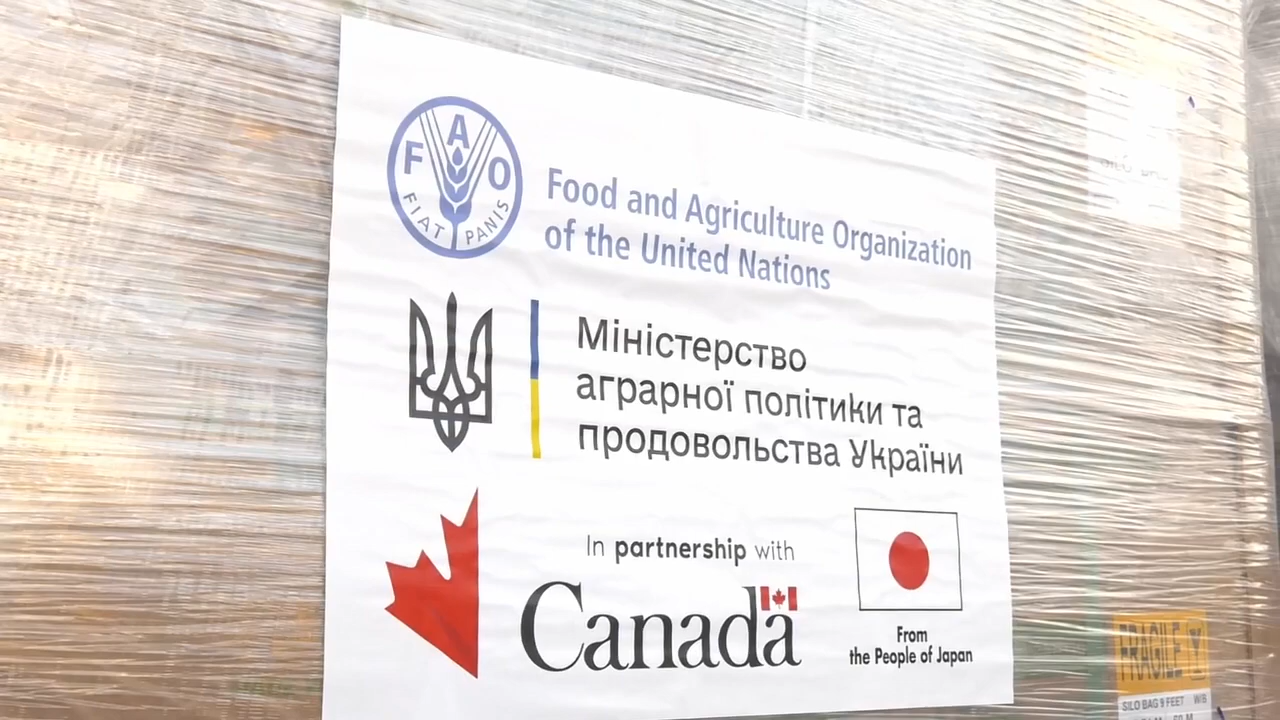 FAO
FIAT PANIS
Food and Agriculture Organization
of the United Nations
Міністерство
аграрної політики та
продовольства України
In partnership with
Canada
From
the People of Japan
FRAGILE
SILO BAG 9 FEET